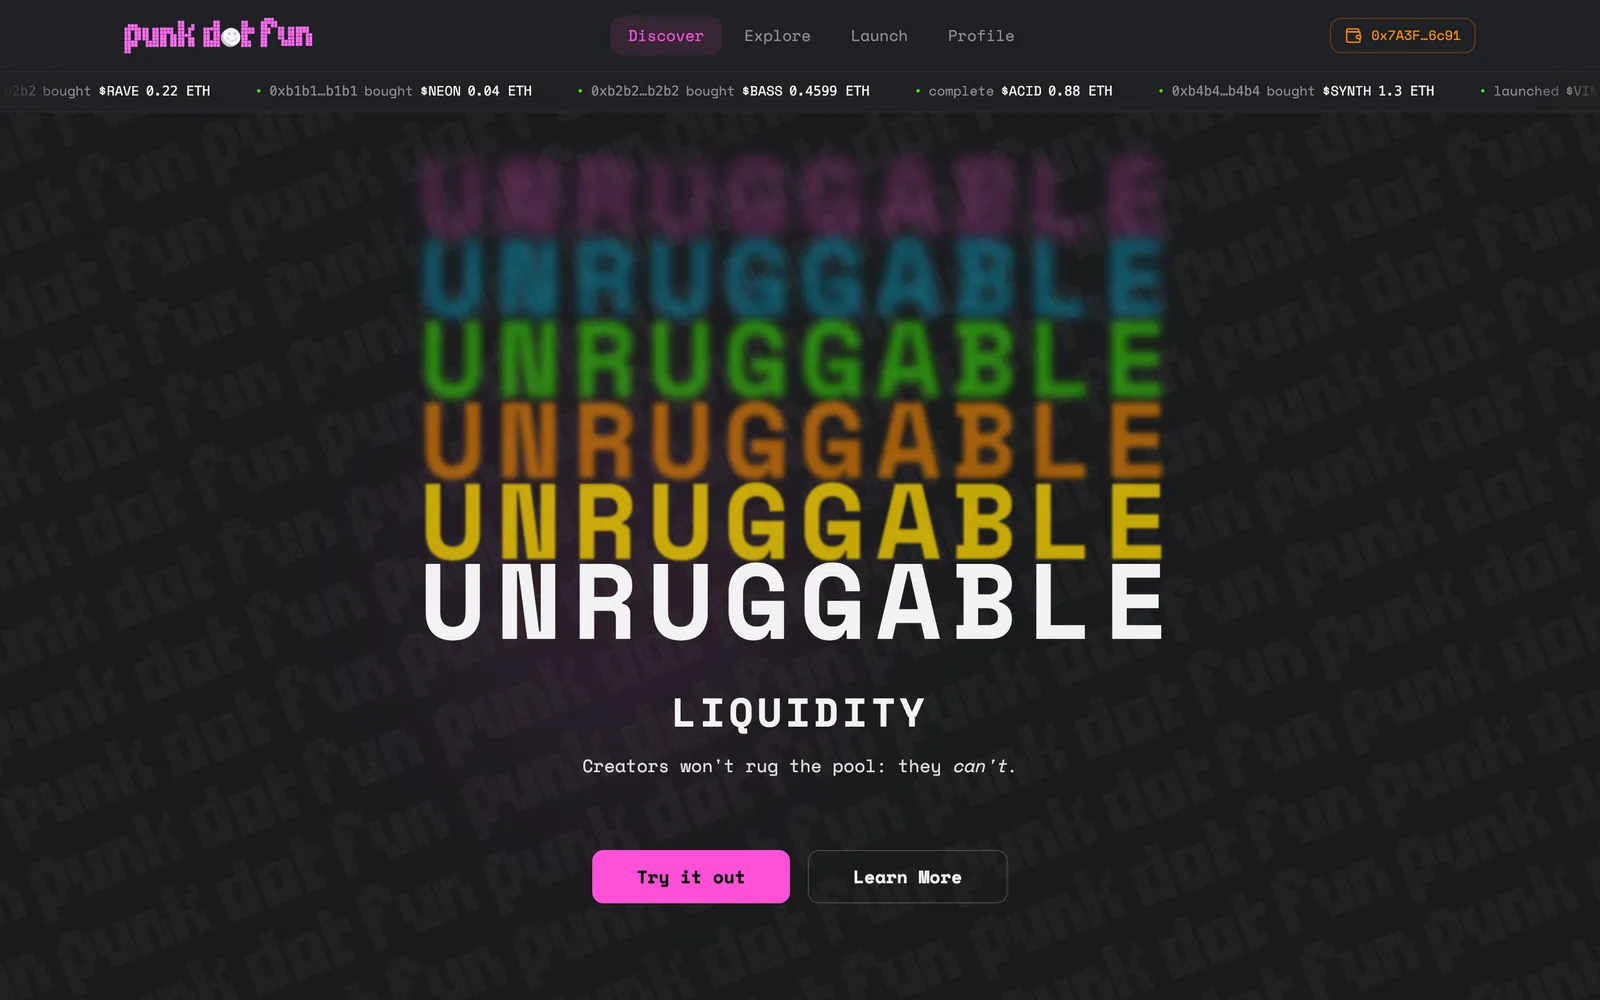 punk dot fun
Discover Explore Launch Profile
0x7A3F…6c91
bought $RAVE 0.22 ETH • 0xb1b1…b1b1 bought $NEON 0.04 ETH • 0xb2b2…b2b2 bought $BASS 0.4599 ETH • complete $ACID 0.88 ETH • 0xb4b4…b4b4 bought $SYNTH 1.3 ETH • launched
UNRUGGABLE
UNRUGGABLE
UNRUGGABLE
UNRUGGABLE
UNRUGGABLE
UNRUGGABLE
LIQUIDITY
Creators won't rug the pool: they can't.
Try it out
Learn More